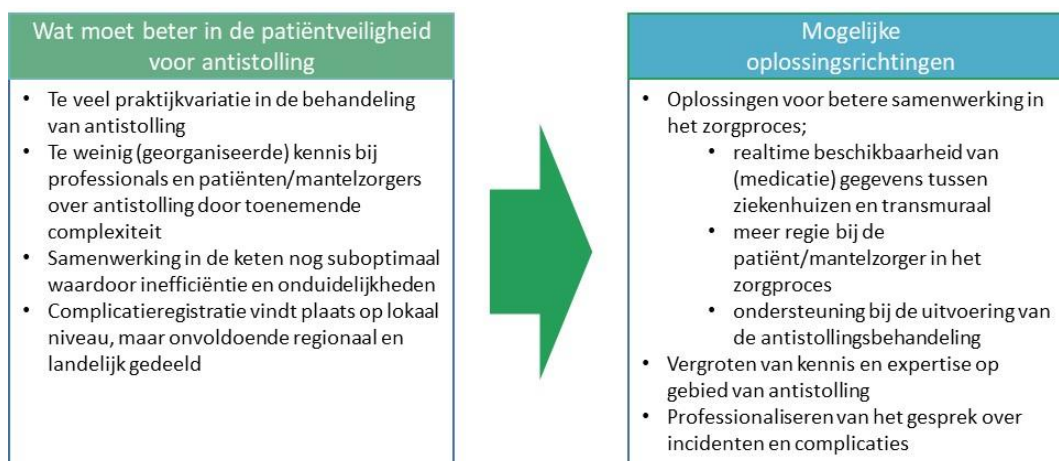 Wat moet beter in de patiëntveiligheid
voor antistolling
• Te veel praktijkvariatie in de behandeling
van antistolling
• Te weinig (georganiseerde) kennis bij
professionals en patiënten/mantelzorgers
over antistolling door toenemende
complexiteit
• Samenwerking in de keten nog suboptimaal
waardoor inefficiëntie en onduidelijkheden
• Complicatieregistratie vindt plaats op lokaal
niveau, maar onvoldoende regionaal en
landelijk gedeeld
Mogelijke
oplossingsrichtingen
• Oplossingen voor betere samenwerking in
het zorgproces;
• realtime beschikbaarheid van
(medicatie) gegevens tussen
ziekenhuizen en transmuraal
• meer regie bij de
patiënt/mantelzorger in het
zorgproces
• ondersteuning bij de uitvoering van
de antistollingsbehandeling
• Vergroten van kennis en expertise op
gebied van antistolling
• Professionaliseren van het gesprek over
incidenten en complicaties